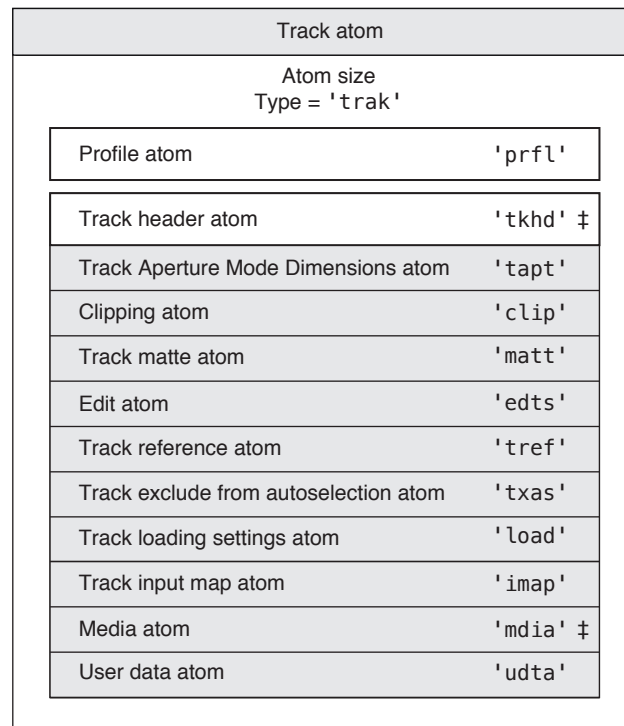 Track atom
Atom size
Type = 'trak'
Profile atom 'prfl'
Track header atom 'tkhd' ‡
Track Aperture Mode Dimensions atom 'tapt'
Clipping atom 'clip'
Track matte atom 'matt'
Edit atom 'edts'
Track reference atom 'tref'
Track exclude from autoselection atom 'txas'
Track loading settings atom 'load'
Track input map atom 'imap'
Media atom 'mdia' ‡
User data atom 'udta'